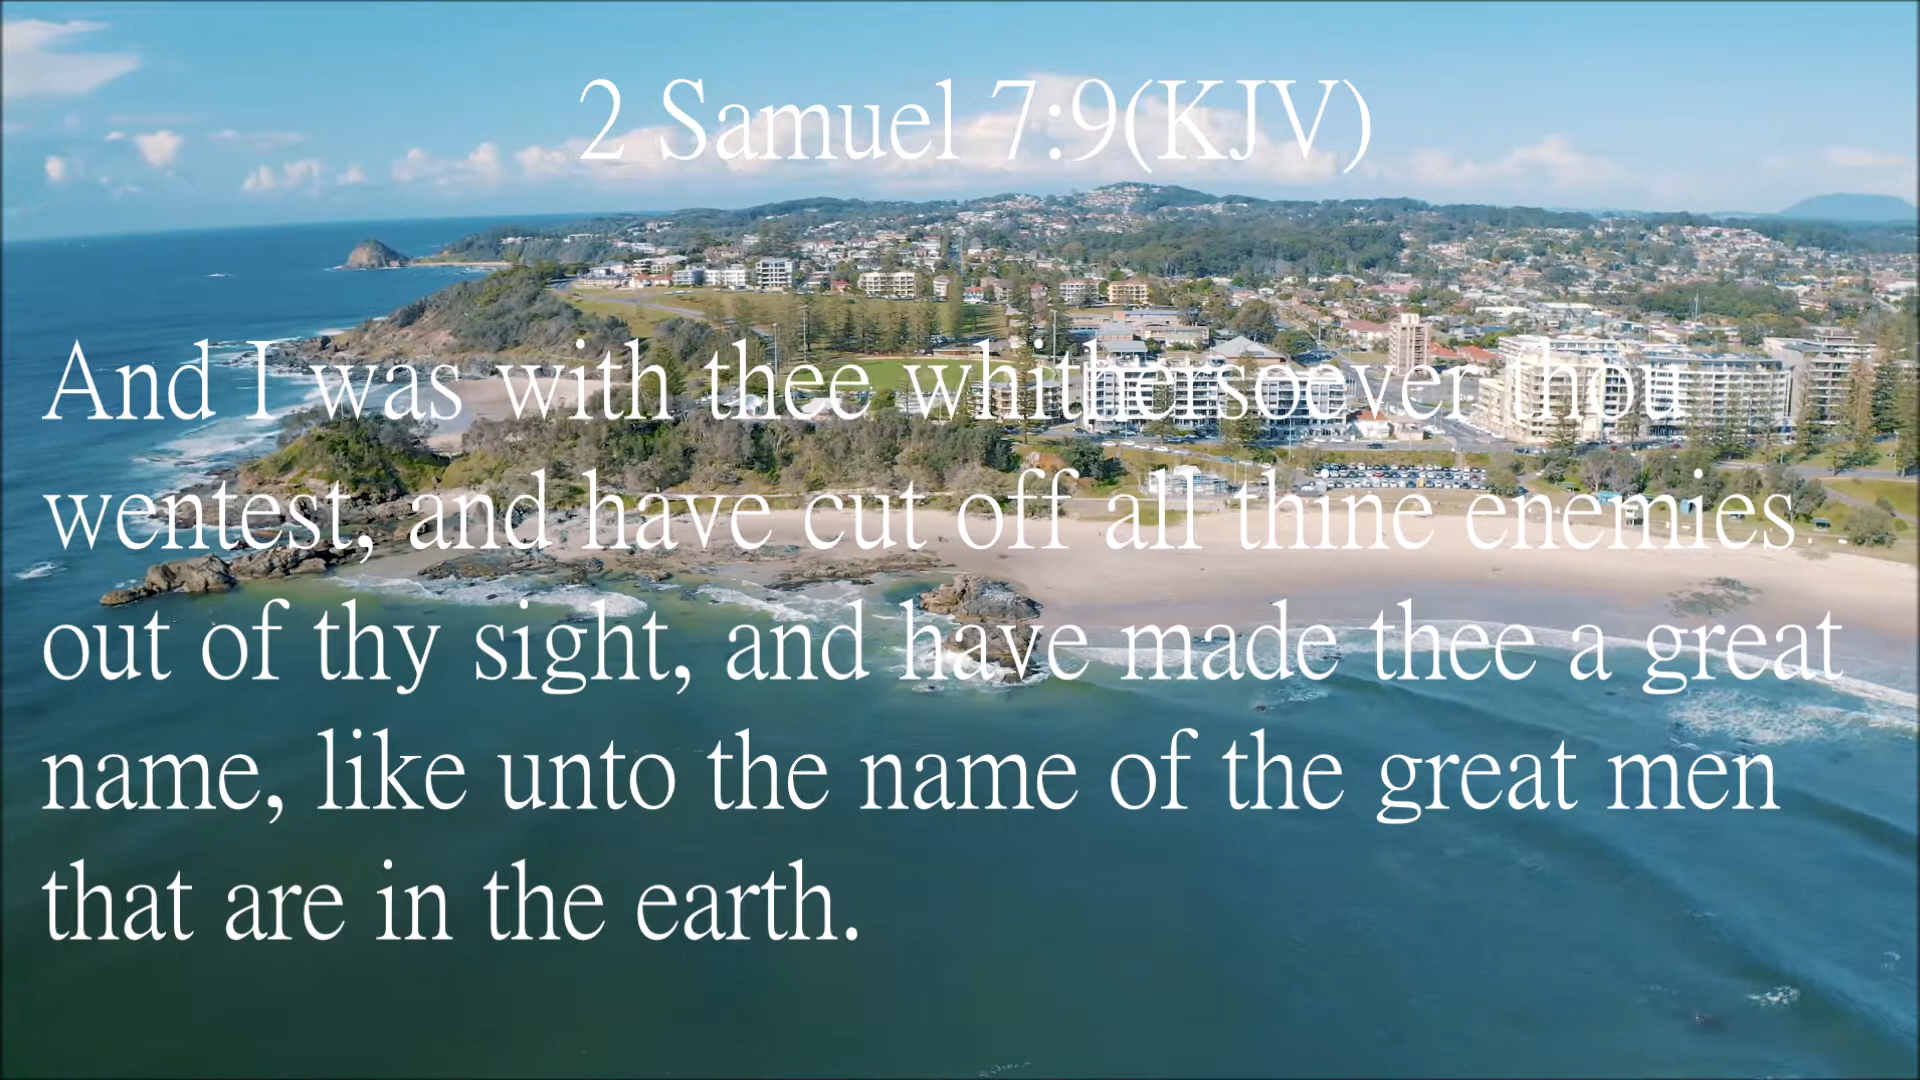 2 Samuel 7:9(KJV)
And I was with thee whithersoever thou
wentest, and have cut off all thine enemies
out of thy sight, and have made thee a great
name, like unto the name of the great men
that are in the earth.